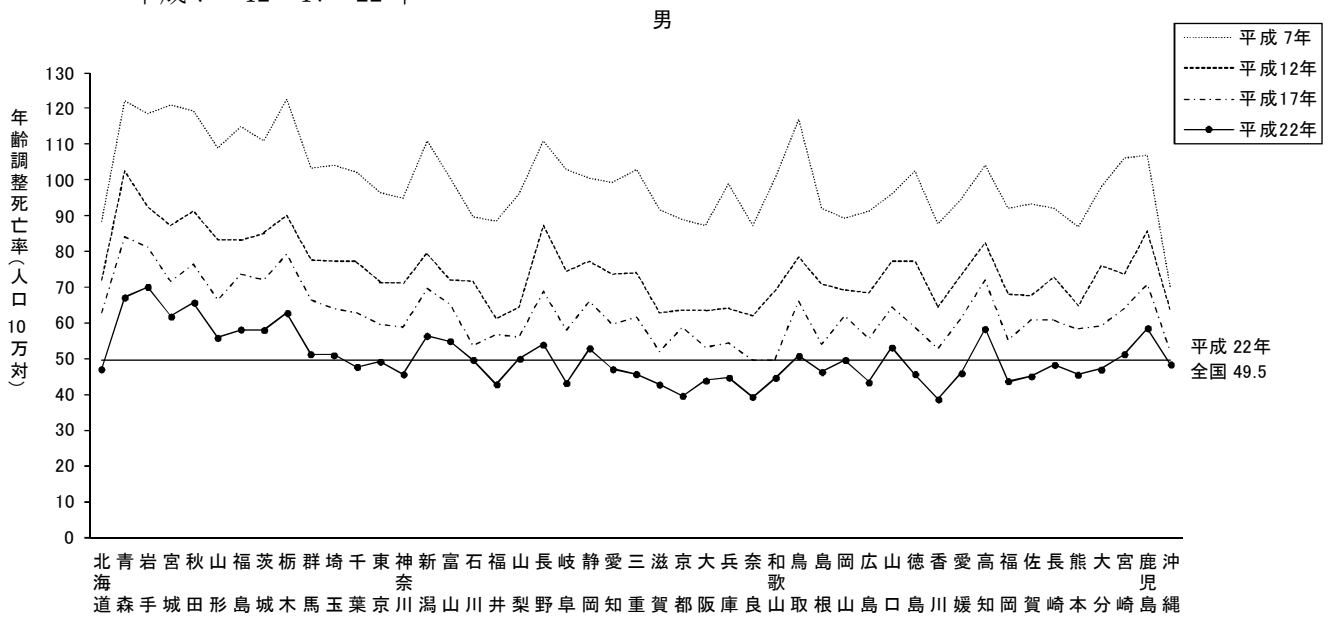 平成7・12・17・22年
男
平成 7年
平成12年
平成17年
平成22年
年齢調整死亡率（人口10万対）
130
120
110
100
90
80
70
60
50
40
30
20
10
0
平成 22年
全国 49.5
北海道
青森
岩手
宮城
秋田
山形
福島
茨城
栃木
群馬
埼玉
千葉
東京
神奈川
新潟
富山
石川
福井
山梨
長野
岐阜
静岡
愛知
三重
滋賀
京都
大阪
兵庫
奈良
和歌山
鳥取
島根
岡山
広島
山口
徳島
香川
愛媛
高知
福岡
佐賀
長崎
熊本
大分
宮崎
鹿児島
沖縄